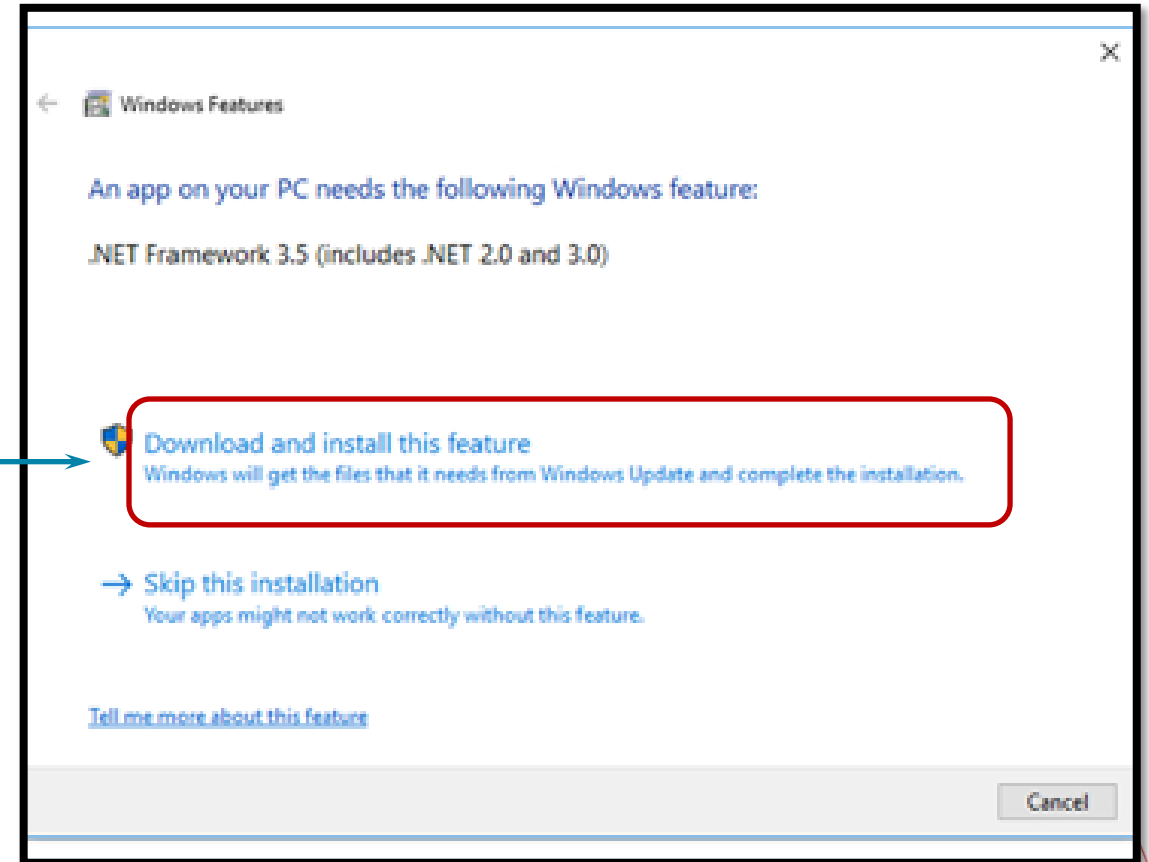 Windows Features
An app on your PC needs the following Windows feature:
.NET Framework 3.5 (includes .NET 2.0 and 3.0)
Download and install this feature
Windows will get the files that it needs from Windows Update and complete the installation.
Skip this installation
Your apps might not work correctly without this feature.
Tell me more about this feature
Cancel